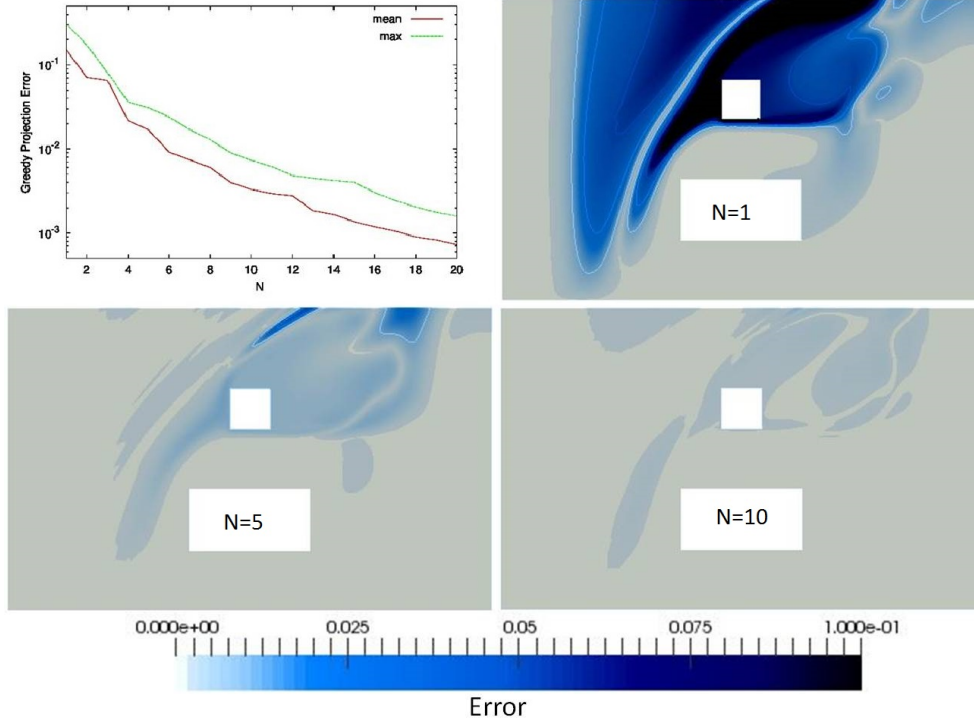 mean
max
Greedy Projection Error
10^-1
10^-2
10^-3
2 4 6 8 10 12 14 16 18 20
N
N=1
N=5
N=10
0.000e+00 0.025 0.05 0.075 1.000e-01
Error